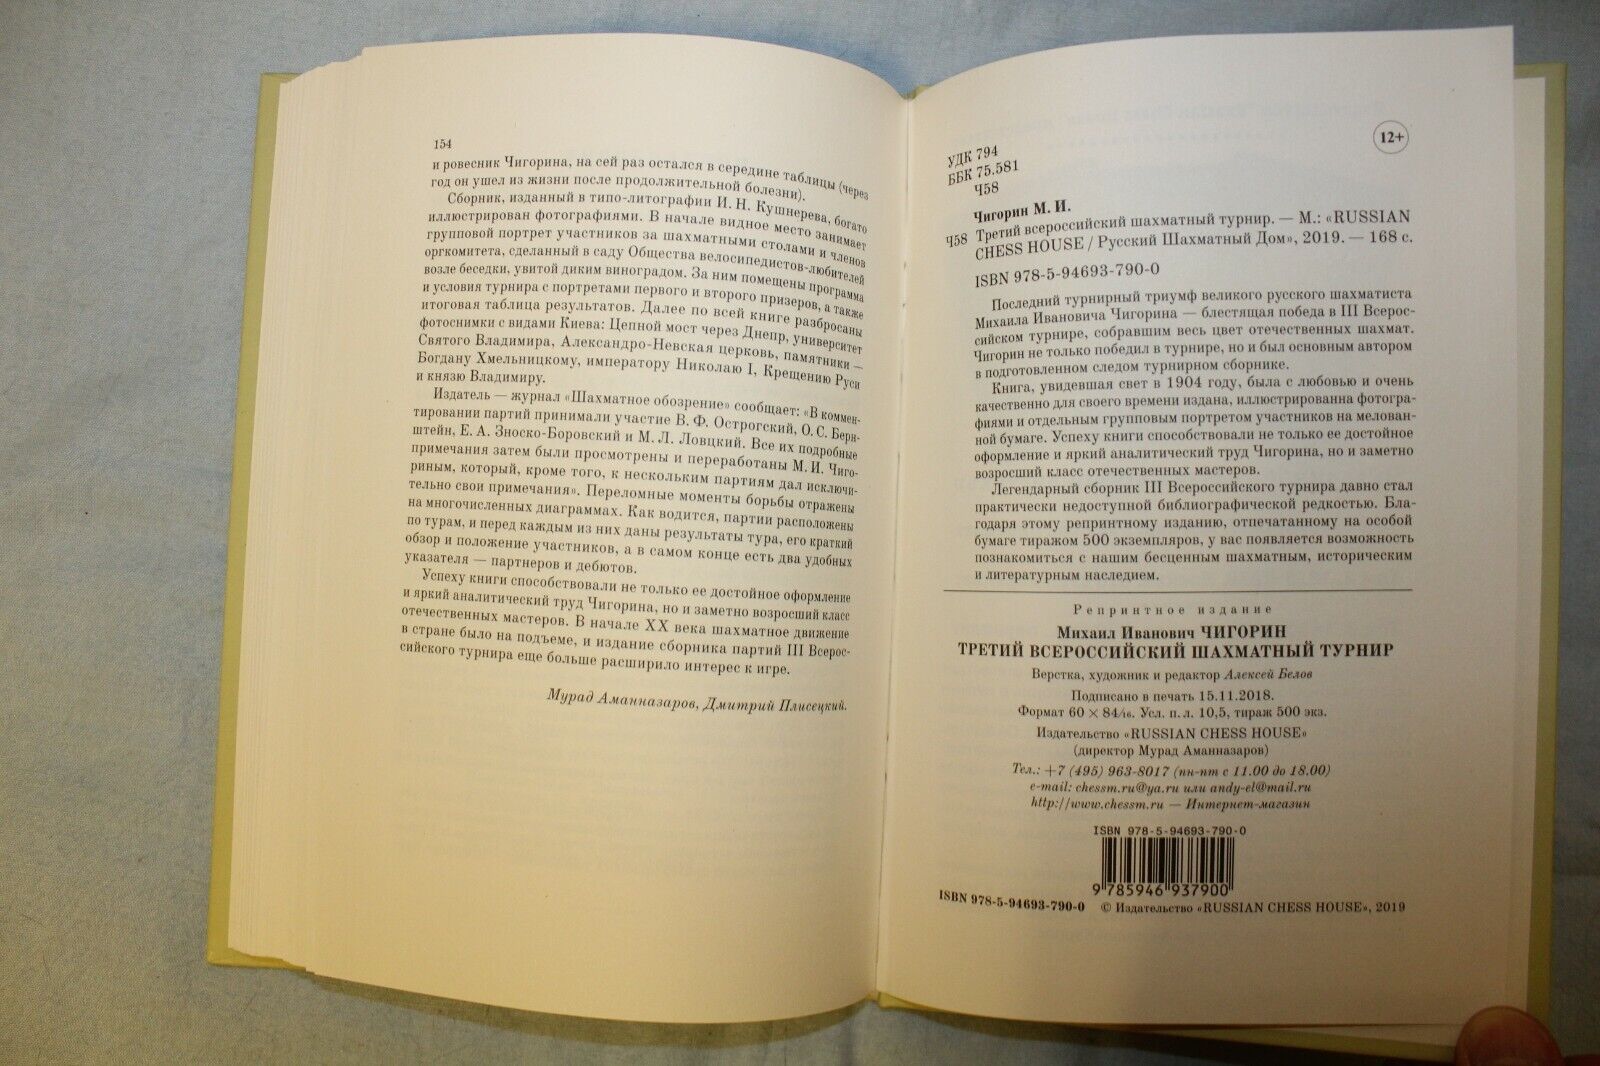 154
и ровесник Чигорина, на сей раз остался в середине таблицы (через
год он ушел из жизни после продолжительной болезни).
Сборник, изданный в типо-литографии И. Н. Кушнерева, богато
иллюстрирован фотографиями. В начале видное место занимает
групповой портрет участников за шахматными столами и членов
оргкомитета, сделанный в саду Общества велосипедистов-любителей
возле беседки, увитой диким виноградом. За ним помещены программа
и условия турнира с портретами первого и второго призеров, а также
итоговая таблица результатов. Далее по всей книге разбросаны
фотоснимки с видами Киева: Цепной мост через Днепр, университет
Святого Владимира, Александро-Невская церковь, памятники —
Богдану Хмельницкому, императору Николаю I, Крещению Руси
и князю Владимиру.
Издатель — журнал «Шахматное обозрение» сообщает: «В коммен-
тировании партий принимали участие В. Ф. Острогский, О. С. Берн-
штейн, Е. А. Зноско-Боровский и М. Л. Ловцкий. Все их подробные
примечания затем были просмотрены и переработаны М. И. Чиго-
риным, который, кроме того, к нескольким партиям дал исключи-
тельно свои примечания». Переломные моменты борьбы отражены
на многочисленных диаграммах. Как водится, партии расположены
по турам, и перед каждым из них даны результаты тура, его краткий
обзор и положение участников, а в самом конце есть два удобных
указателя — партнеров и дебютов.
Успеху книги способствовали не только ее достойное оформление
и яркий аналитический труд Чигорина, но и заметно возросший класс
отечественных мастеров. В начале XX века шахматное движение
в стране было на подъеме, и издание сборника партий III Всерос-
сийского турнира еще больше расширило интерес к игре.
Мурад Аманназаров, Дмитрий Плисецкий.
12+
УДК 794
ББК 75.581
Ч58
Чигорин М. И.
Ч58 Третий всероссийский шахматный турнир. — М.: «RUSSIAN
CHESS HOUSE / Русский Шахматный Дом», 2019. — 168 с.
ISBN 978-5-94693-790-0
Последний турнирный триумф великого русского шахматиста
Михаила Ивановича Чигорина — блестящая победа в III Всерос-
сийском турнире, собравшим весь цвет отечественных шахмат.
Чигорин не только победил в турнире, но и был основным автором
в подготовленном следом турнирном сборнике.
Книга, увидевшая свет в 1904 году, была с любовью и очень
качественно для своего времени издана, иллюстрированна фотогра-
фиями и отдельным групповым портретом участников на мелован-
ной бумаге. Успеху книги способствовали не только ее достойное
оформление и яркий аналитический труд Чигорина, но и заметно
возросший класс отечественных мастеров.
Легендарный сборник III Всероссийского турнира давно стал
практически недоступной библиографической редкостью. Бла-
годаря этому репринтному изданию, отпечатанному на особой
бумаге тиражом 500 экземпляров, у вас появляется возможность
познакомиться с нашим бесценным шахматным, историческим
и литературным наследием.
Репринтное издание
Михаил Иванович ЧИГОРИН
ТРЕТИЙ ВСЕРОССИЙСКИЙ ШАХМАТНЫЙ ТУРНИР
Верстка, художник и редактор Алексей Белов
Подписано в печать 15.11.2018.
Формат 60 × 84/16. Усл. п. л. 10,5, тираж 500 экз.
Издательство «RUSSIAN CHESS HOUSE»
(директор Мурад Аманназаров)
Тел.: +7 (495) 963-8017 (пн-пт с 11.00 до 18.00)
e-mail: chessm.ru@ya.ru или andy-el@mail.ru
http://www.chessm.ru — Интернет-магазин
ISBN 978-5-94693-790-0
9 785946 937900
ISBN 978-5-94693-790-0 © Издательство «RUSSIAN CHESS HOUSE», 2019